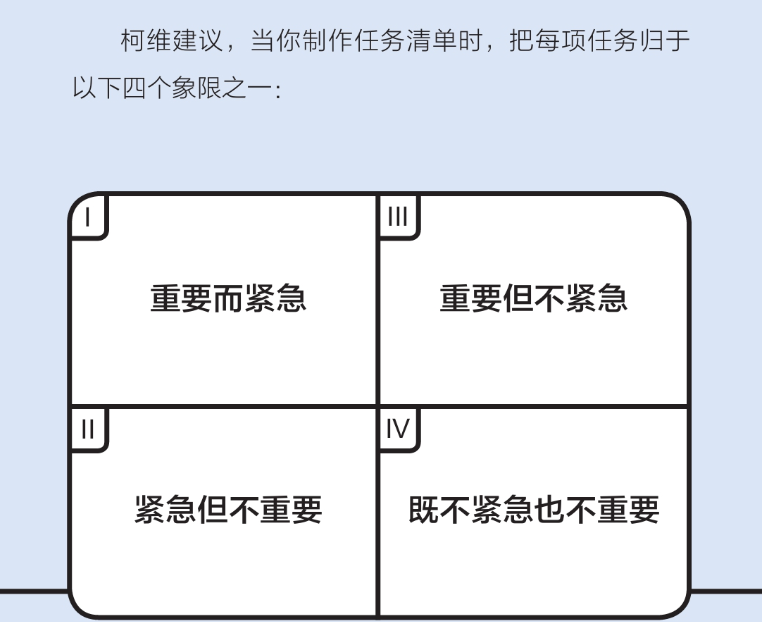 柯维建议，当你制作任务清单时，把每项任务归于
以下四个象限之一：
I
重要而紧急
III
重要但不紧急
II
紧急但不重要
IV
既不紧急也不重要